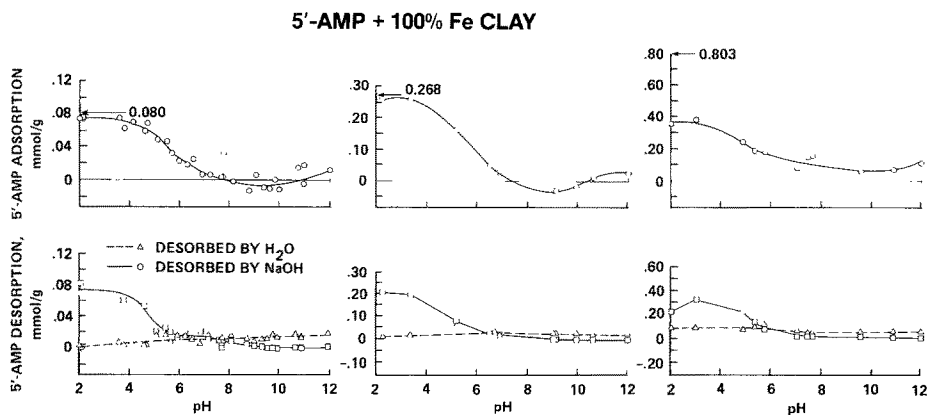 5′-AMP + 100% Fe CLAY
5′-AMP ADSORPTION
mmol/g
.12
.08
.04
0
0.080
.30
.20
.10
0
0.268
.80
.60
.40
.20
0
0.803
5′-AMP DESORPTION,
mmol/g
.12
.08
.04
0
DESORBED BY H2O
DESORBED BY NaOH
2 4 6 8 10 12
pH
.30
.20
.10
0
-.10
2 4 6 8 10 12
pH
.60
.40
.20
0
.20
2 4 6 8 10 12
pH